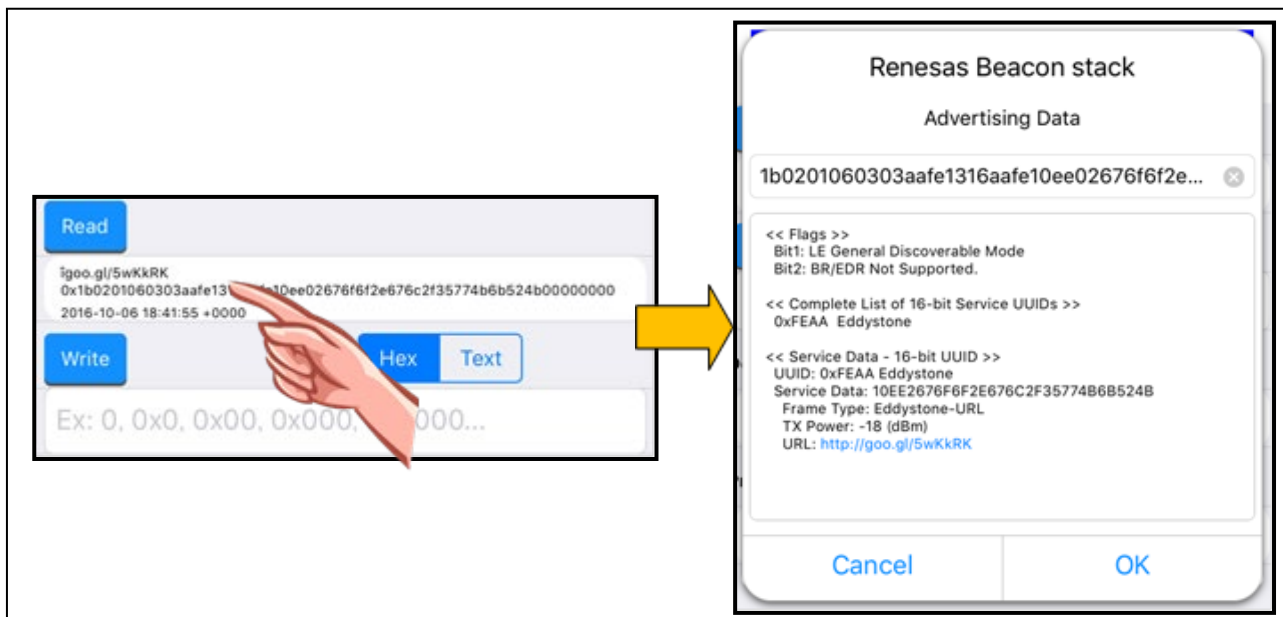 Read
goo.gl/5wKkRK
2016-10-06 18:41:55 +0000
Write
Hex Text
Ex: 0, 0x0, 0x00, 0x000,
Renesas Beacon stack
Advertising Data
1b0201060303aafe1316aafe10ee02676f6f2e...
<< Flags >>
Bit1: LE General Discoverable Mode
Bit2: BR/EDR Not Supported.
<< Complete List of 16-bit Service UUIDs >>
0xFEAA Eddystone
<< Service Data - 16-bit UUID >>
UUID: 0xFEAA Eddystone
Service Data: 10EE2676F6F2E676C2F35774B6B524B
Frame Type: Eddystone-URL
TX Power: -18 (dBm)
URL: http://goo.gl/5wKkRK
Cancel OK